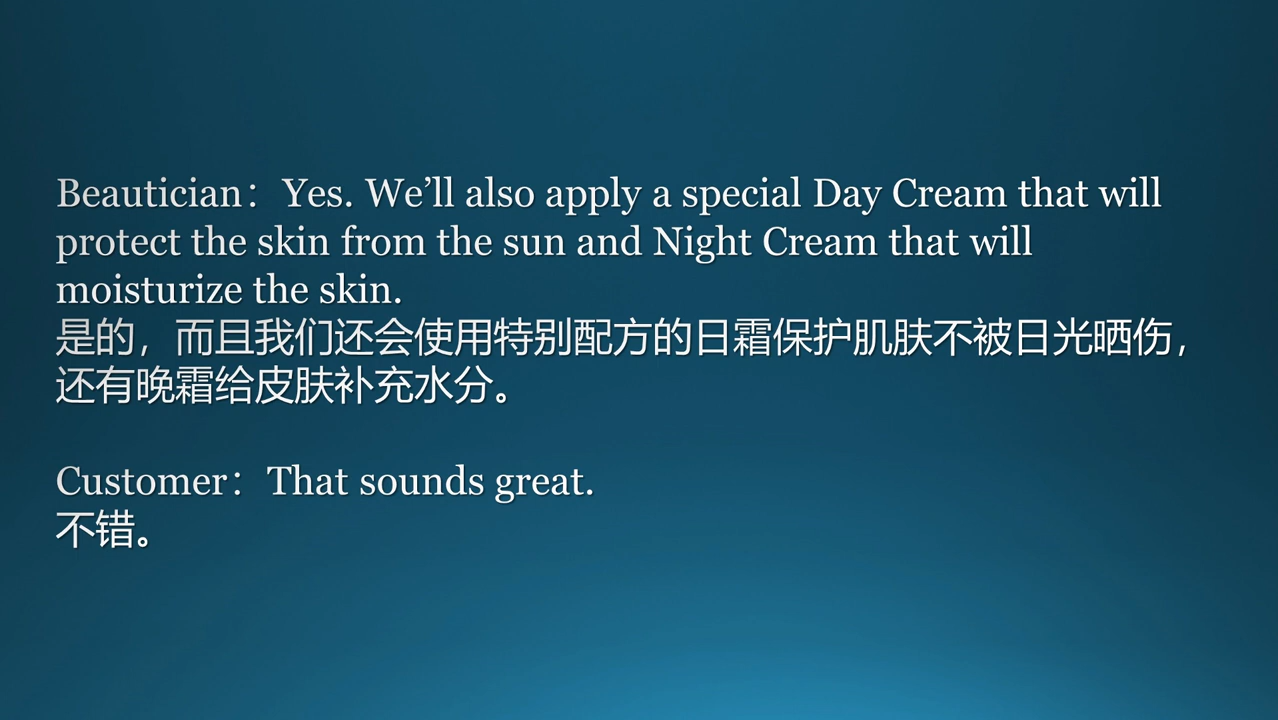 Beautician：Yes. We’ll also apply a special Day Cream that will
protect the skin from the sun and Night Cream that will
moisturize the skin.
是的，而且我们还会使用特别配方的日霜保护肌肤不被日光晒伤，
还有晚霜给皮肤补充水分。
Customer：That sounds great.
不错。